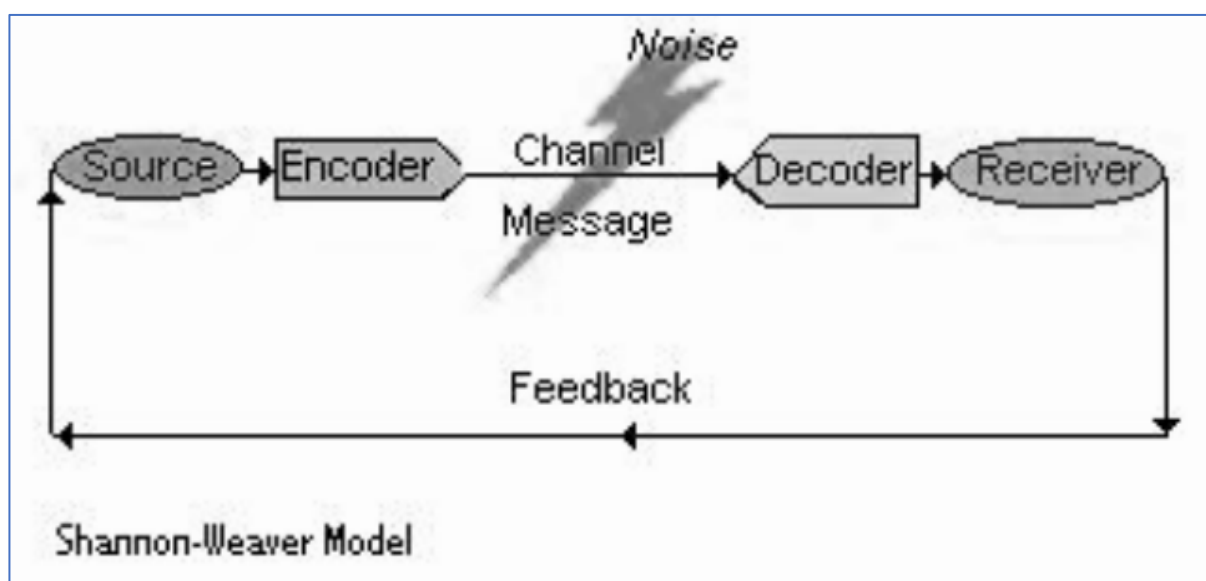 Noise
Source
Encoder
Channel
Message
Decoder
Receiver
Feedback
Shannon-Weaver Model